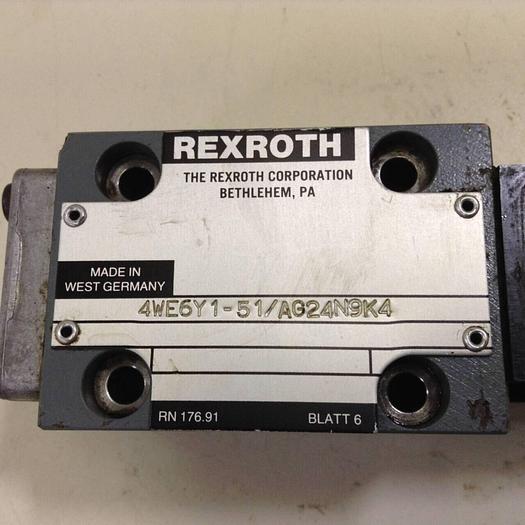 REXROTH
THE REXROTH CORPORATION
BETHLEHEM, PA
MADE IN
WEST GERMANY
4WE6Y1-51/AG24N9K4
RN 176.91 BLATT 6